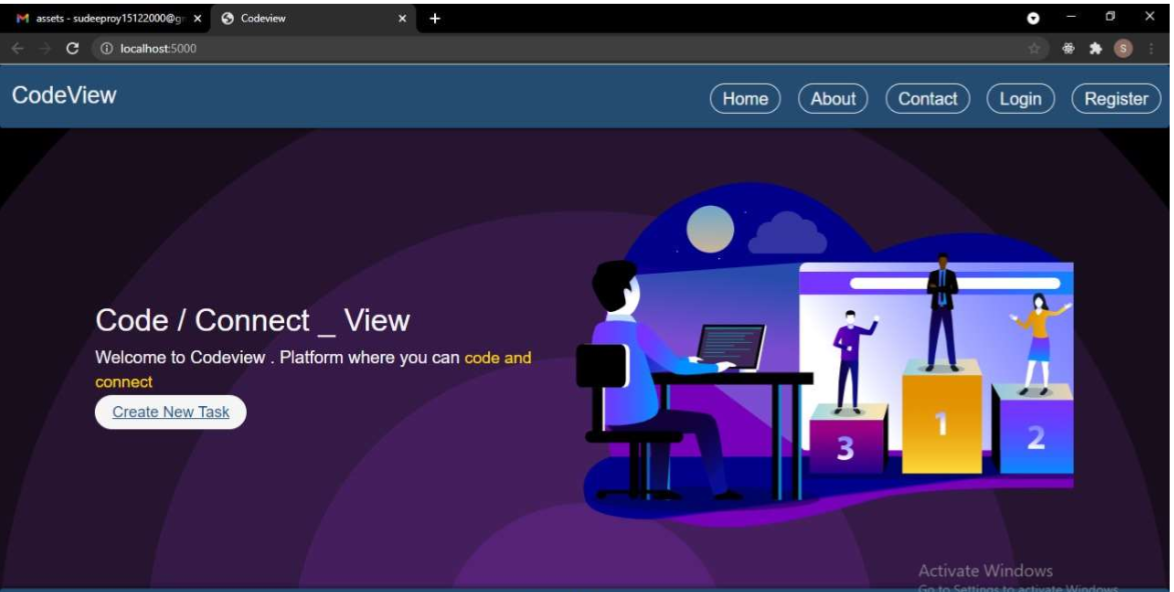 assets - sudeeproy15122000@g
Codeview
localhost:5000
S
CodeView
Home About Contact Login Register
Code / Connect _ View
Welcome to Codeview . Platform where you can code and
connect
Create New Task
3 1 2
Activate Windows
Go to Settings to activate Windows.